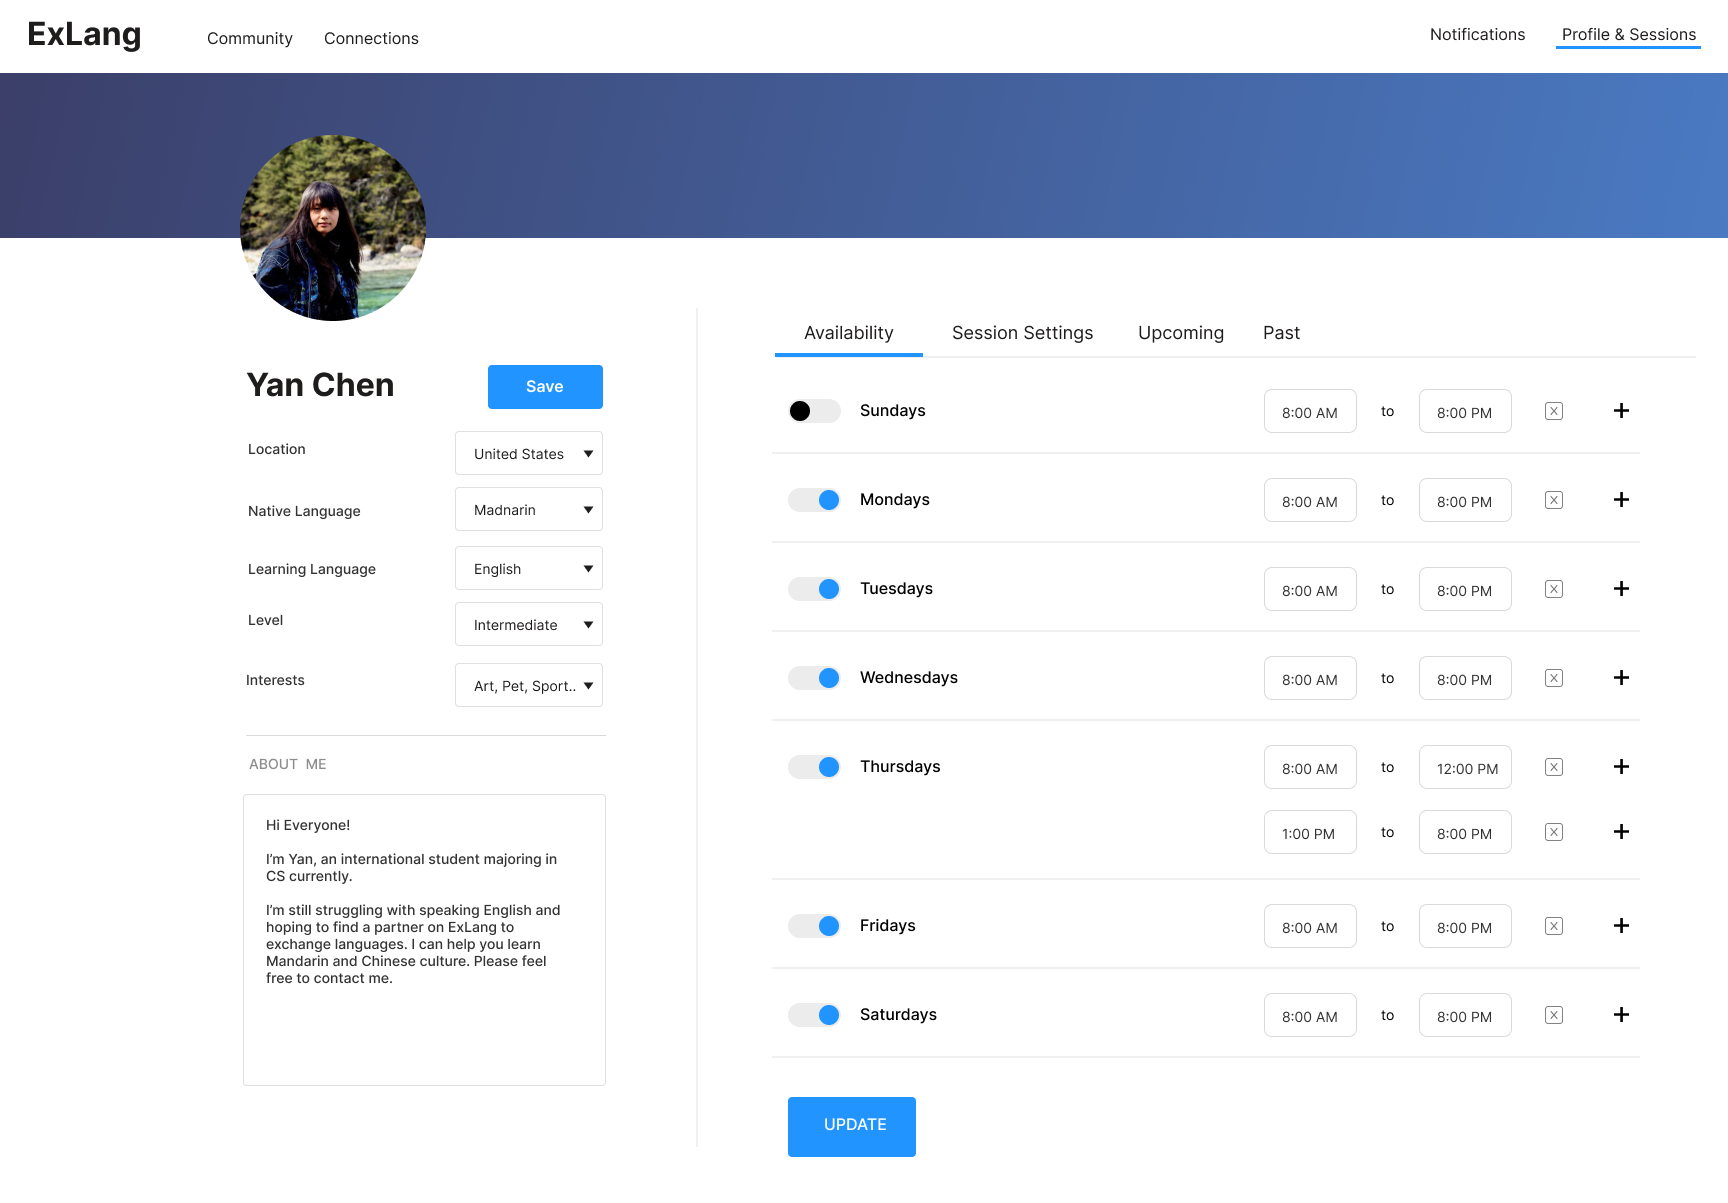 ExLang
Community
Connections
Notifications
Profile & Sessions
Yan Chen
Save
Location
United States
Native Language
Madnarin
Learning Language
English
Level
Intermediate
Interests
Art, Pet, Sport..
ABOUT ME
Hi Everyone!
I'm Yan, an international student majoring in
CS currently.
I'm still struggling with speaking English and
hoping to find a partner on ExLang to
exchange languages. I can help you learn
Mandarin and Chinese culture. Please feel
free to contact me.
Availability
Session Settings
Upcoming
Past
Sundays 8:00 AM to 8:00 PM
Mondays 8:00 AM to 8:00 PM
Tuesdays 8:00 AM to 8:00 PM
Wednesdays 8:00 AM to 8:00 PM
Thursdays 8:00 AM to 12:00 PM
1:00 PM to 8:00 PM
Fridays 8:00 AM to 8:00 PM
Saturdays 8:00 AM to 8:00 PM
UPDATE